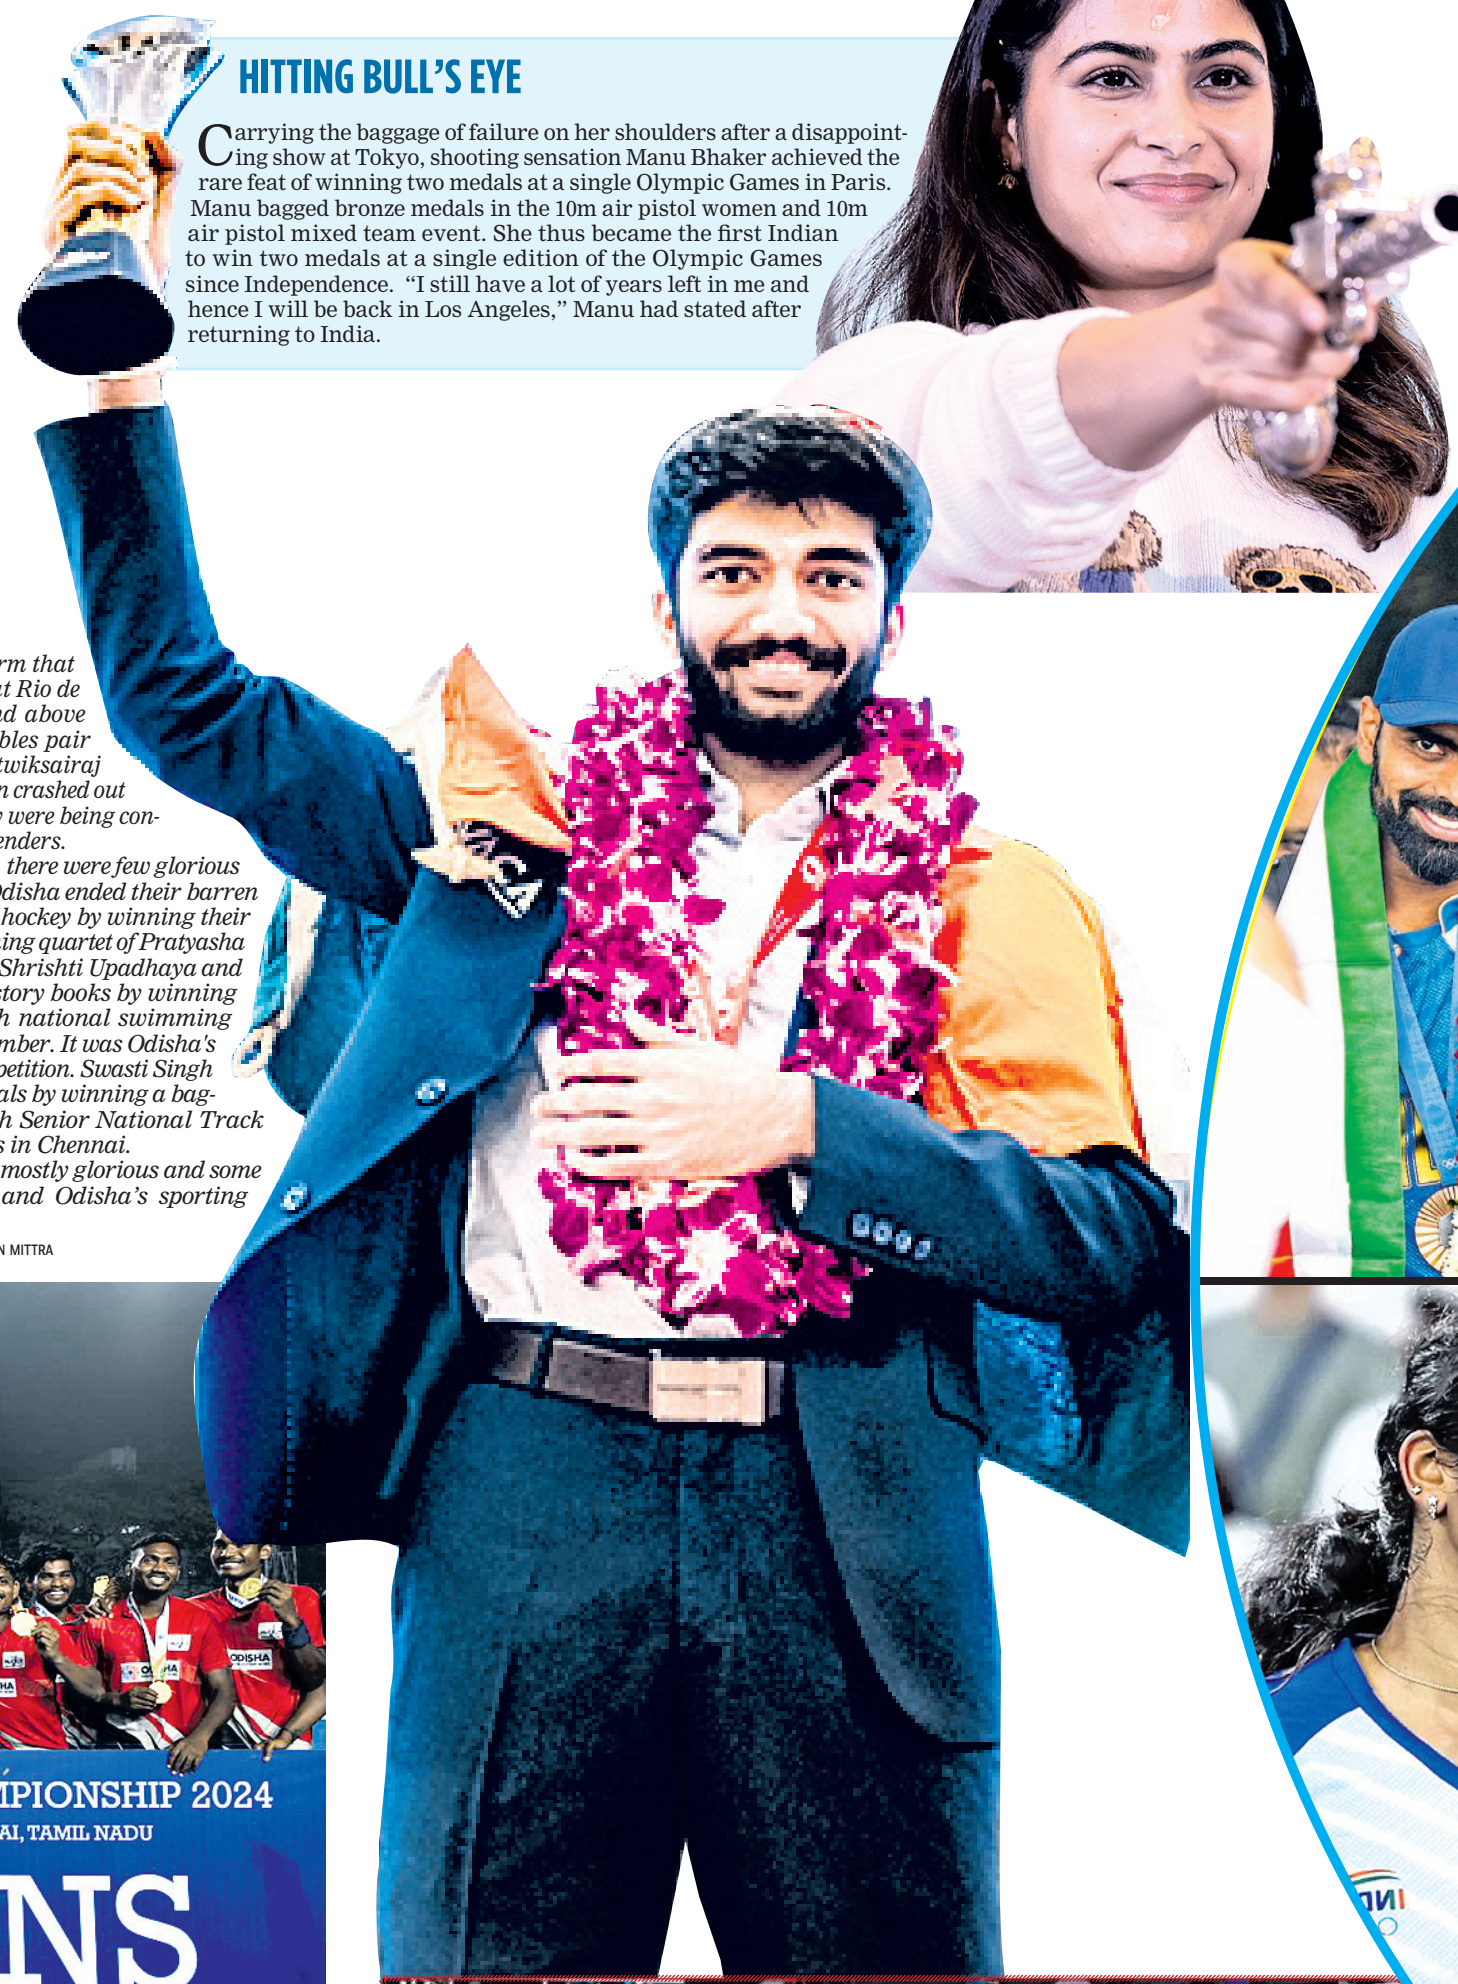 HITTING BULL'S EYE
Carrying the baggage of failure on her shoulders after a disappoint-
ing show at Tokyo, shooting sensation Manu Bhaker achieved the
rare feat of winning two medals at a single Olympic Games in Paris.
Manu bagged bronze medals in the 10m air pistol women and 10m
air pistol mixed team event. She thus became the first Indian
to win two medals at a single edition of the Olympic Games
since Independence. “I still have a lot of years left in me and
hence I will be back in Los Angeles,” Manu had stated after
returning to India.
rm that
at Rio de
nd above
bles pair
twiksairaj
n crashed out
were being con-
enders.
there were few glorious
Odisha ended their barren
hockey by winning their
ing quartet of Pratyasha
Shrishti Upadhaya and
story books by winning
h national swimming
mber. It was Odisha's
petition. Swasti Singh
als by winning a bag-
h Senior National Track
s in Chennai.
mostly glorious and some
and Odisha’s sporting
N MITTRA
ODISHA
HA
MPIONSHIP 2024
AI, TAMIL NADU
NS
IND